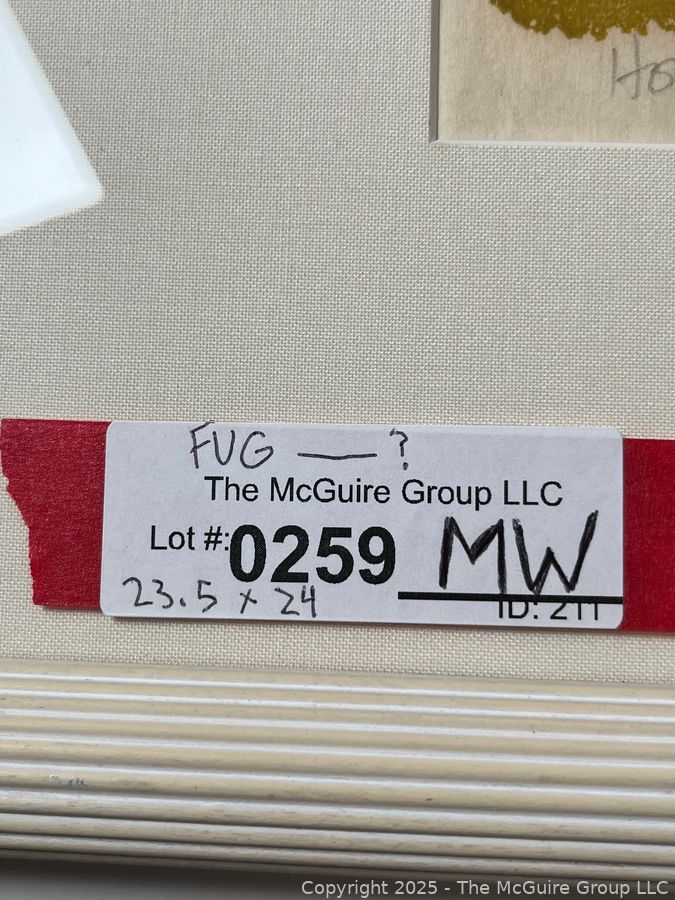 Ho
FUG — ?
The McGuire Group LLC
Lot #: 0259 MW
23.5 x 24
ID: 211
Copyright 2025 - The McGuire Group LLC